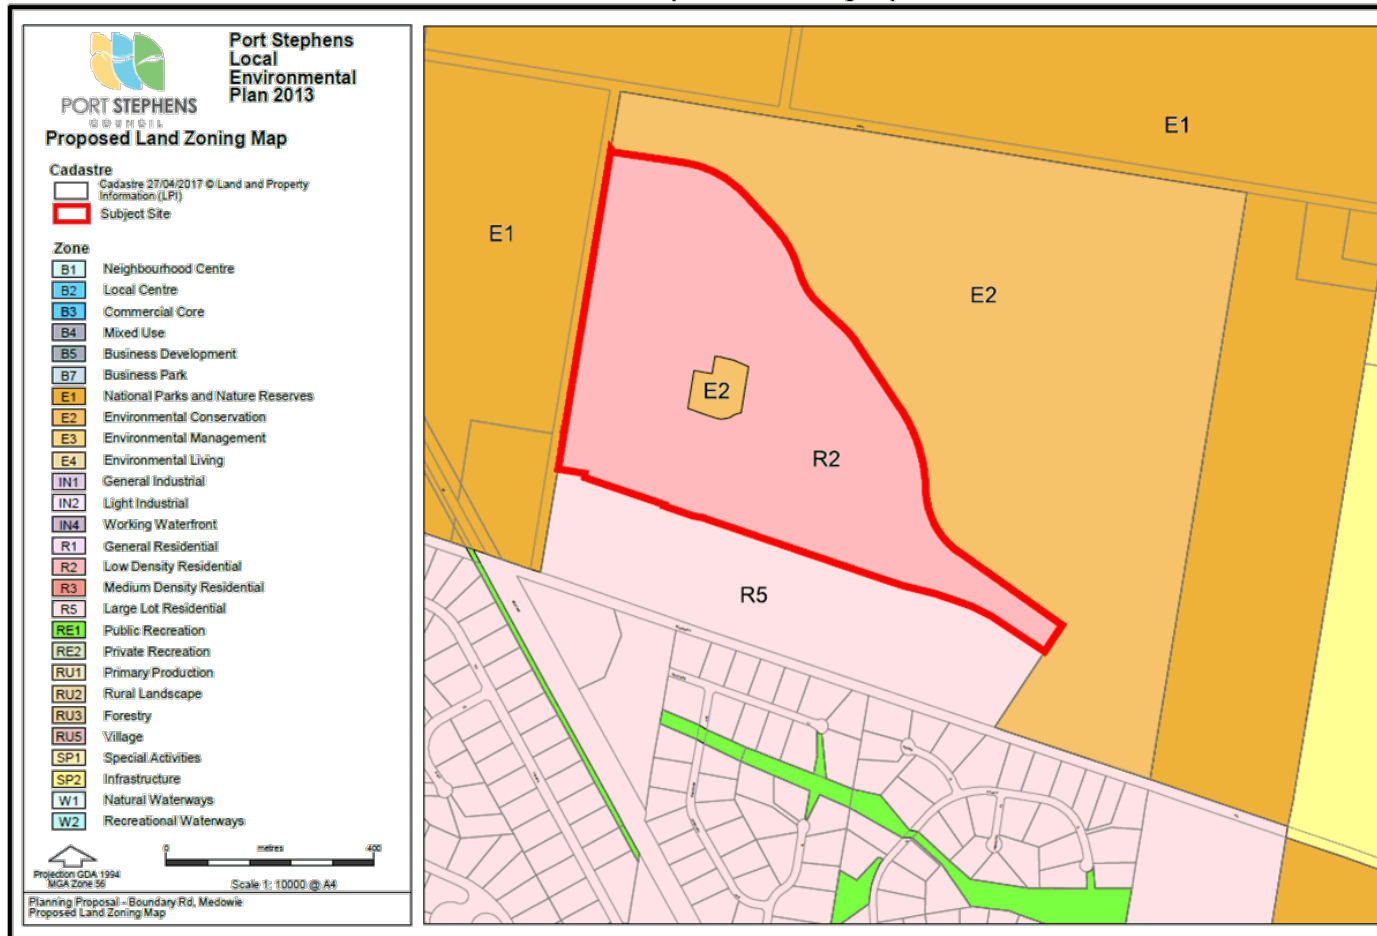 Port Stephens
Local
Environmental
Plan 2013
PORT STEPHENS
COUNCIL
Proposed Land Zoning Map
Cadastre
Cadastre 27/04/2017 © Land and Property
Information (LPI)
Subject Site
Zone
B1 Neighbourhood Centre
B2 Local Centre
B3 Commercial Core
B4 Mixed Use
B5 Business Development
B7 Business Park
E1 National Parks and Nature Reserves
E2 Environmental Conservation
E3 Environmental Management
E4 Environmental Living
IN1 General Industrial
IN2 Light Industrial
IN4 Working Waterfront
R1 General Residential
R2 Low Density Residential
R3 Medium Density Residential
R5 Large Lot Residential
RE1 Public Recreation
RE2 Private Recreation
RU1 Primary Production
RU2 Rural Landscape
RU3 Forestry
RU5 Village
SP1 Special Activities
SP2 Infrastructure
W1 Natural Waterways
W2 Recreational Waterways
0 metres 400
Projection GDA 1994
MGA Zone 56
Scale 1: 10000 @ A4
Planning Proposal - Boundary Rd, Medowie
Proposed Land Zoning Map
E1
E1
E2
E2
R2
R5